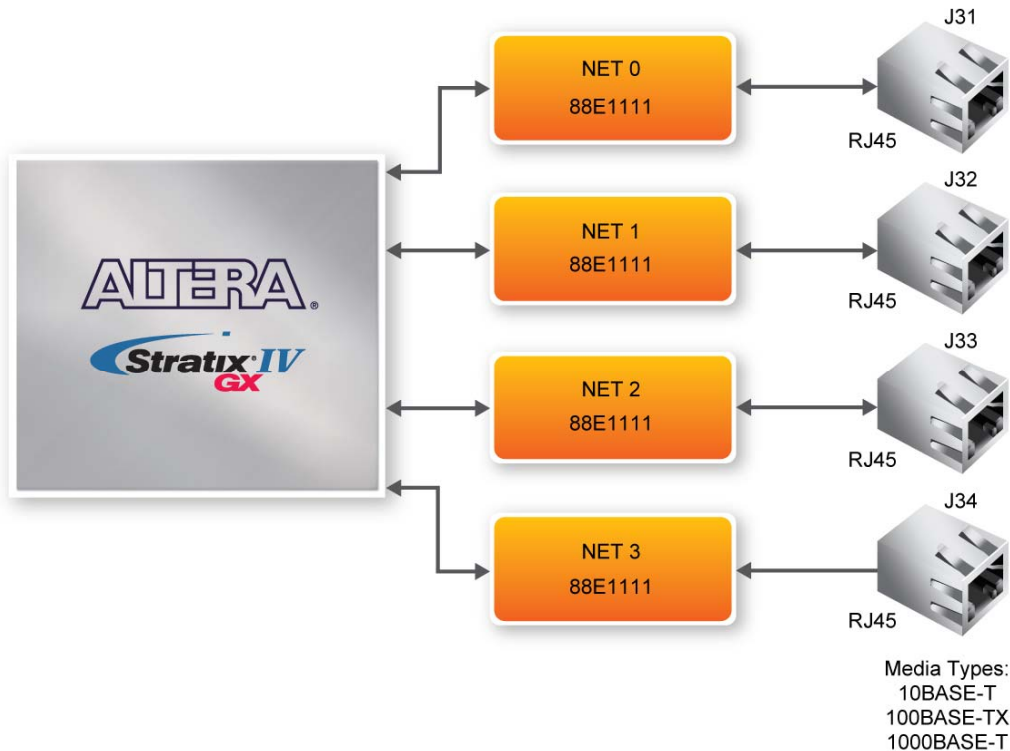 ALTERA®
Stratix® IV
GX
NET 0
88E1111
J31
RJ45
NET 1
88E1111
J32
RJ45
NET 2
88E1111
J33
RJ45
NET 3
88E1111
J34
RJ45
Media Types:
10BASE-T
100BASE-TX
1000BASE-T